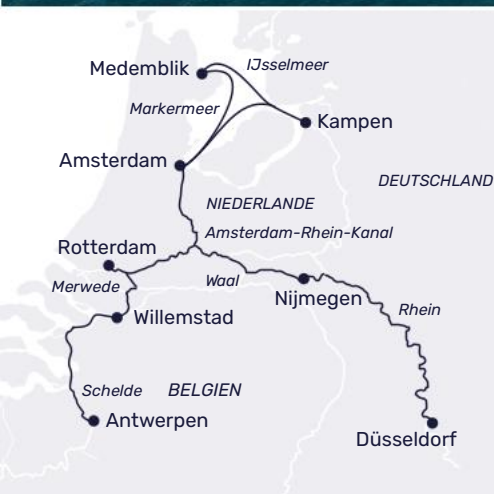 Medemblik
IJsselmeer
Markermeer
Kampen
Amsterdam
DEUTSCHLAND
NIEDERLANDE
Amsterdam-Rhein-Kanal
Rotterdam
Merwede
Waal
Nijmegen
Rhein
Willemstad
Schelde
BELGIEN
Antwerpen
Düsseldorf